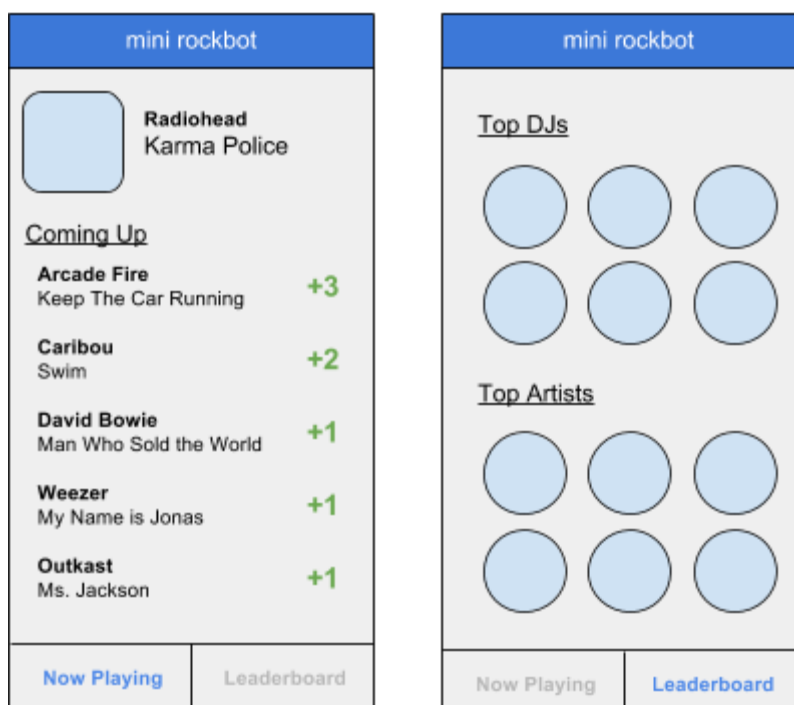 mini rockbot
Radiohead
Karma Police
Coming Up
Arcade Fire
Keep The Car Running
+3
Caribou
Swim
+2
David Bowie
Man Who Sold the World
+1
Weezer
My Name is Jonas
+1
Outkast
Ms. Jackson
+1
Now Playing
Leaderboard
mini rockbot
Top DJs
Top Artists
Now Playing
Leaderboard